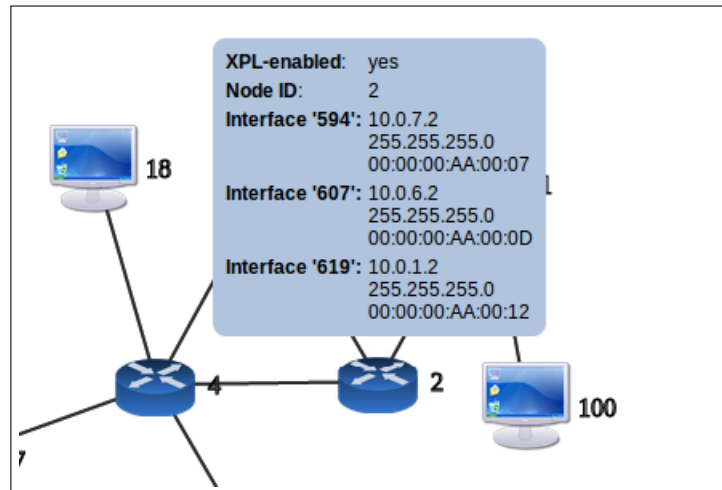 XPL-enabled: yes
Node ID: 2
Interface '594': 10.0.7.2
255.255.255.0
00:00:00:AA:00:07
Interface '607': 10.0.6.2
255.255.255.0
00:00:00:AA:00:0D
Interface '619': 10.0.1.2
255.255.255.0
00:00:00:AA:00:12
18
1
4
2
100
7